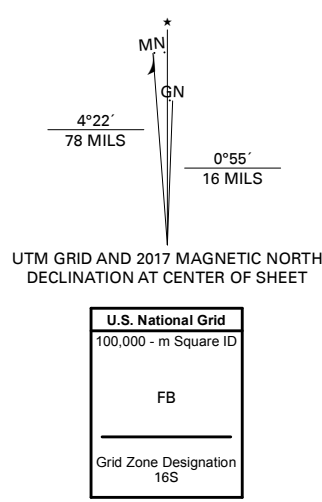 MN
GN
4°22´
78 MILS
0°55´
16 MILS
UTM GRID AND 2017 MAGNETIC NORTH
DECLINATION AT CENTER OF SHEET
U.S. National Grid
100,000 - m Square ID
FB
Grid Zone Designation
16S